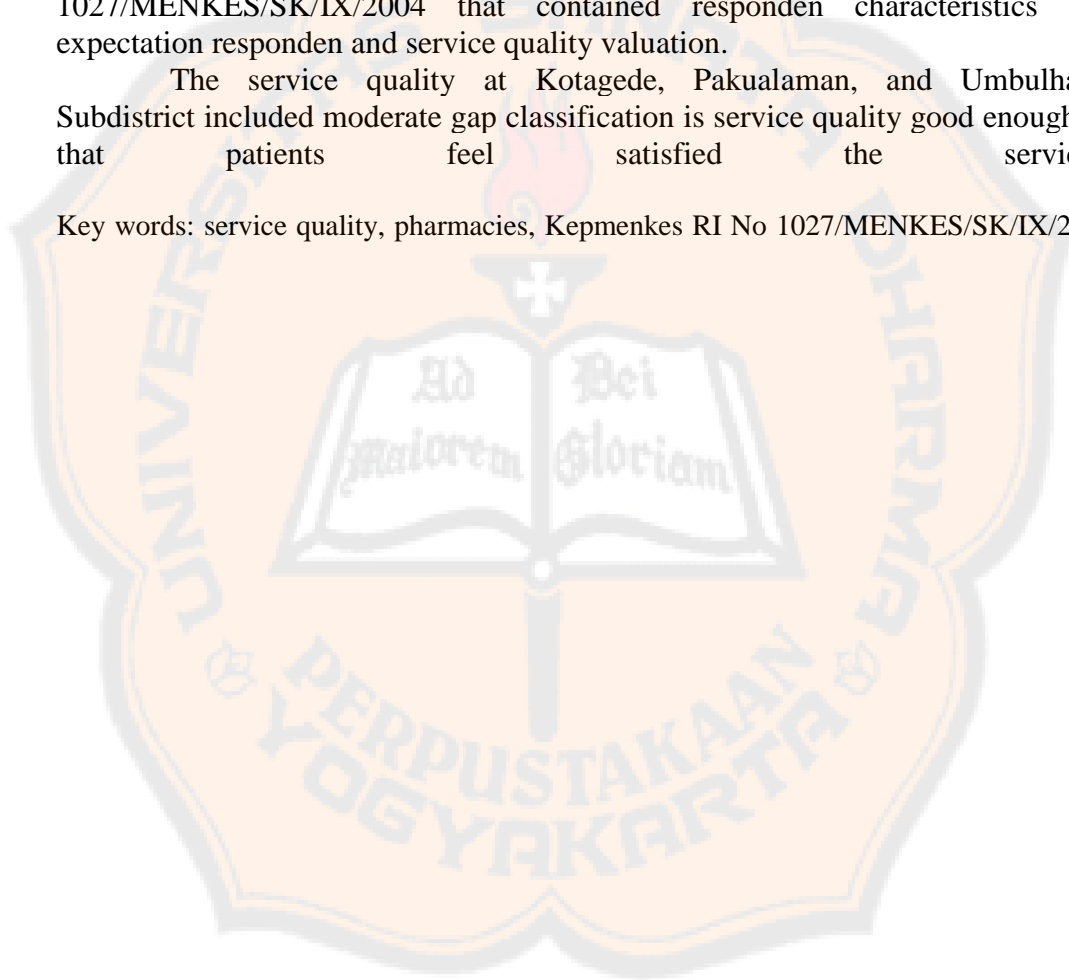 1027/MENKES/SK/IX/2004 that contained responden characteristics
expectation responden and service quality valuation.
The service quality at Kotagede, Pakualaman, and Umbulha
Subdistrict included moderate gap classification is service quality good enough
that patients feel satisfied the servic
Key words: service quality, pharmacies, Kepmenkes RI No 1027/MENKES/SK/IX/2
UNIVERSITAS SANATA DHARMA
Ad Dei
Maiorem Gloriam
PERPUSTAKAAN
YOGYAKARTA